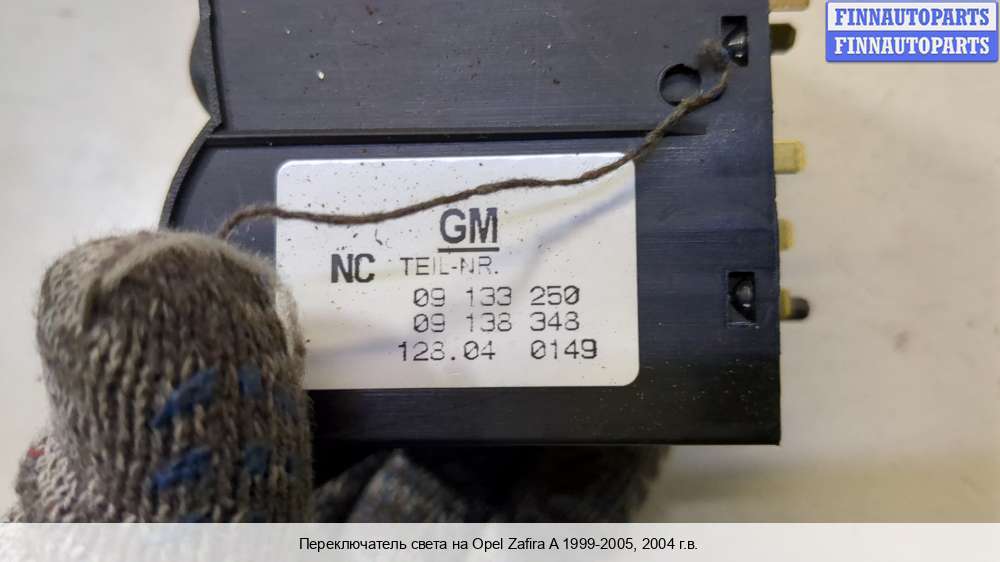 FINNAUTOPARTS
FINNAUTOPARTS
GM
NC TEIL-NR.
09 133 250
09 138 348
128.04 0149
Переключатель света на Opel Zafira A 1999-2005, 2004 г.в.